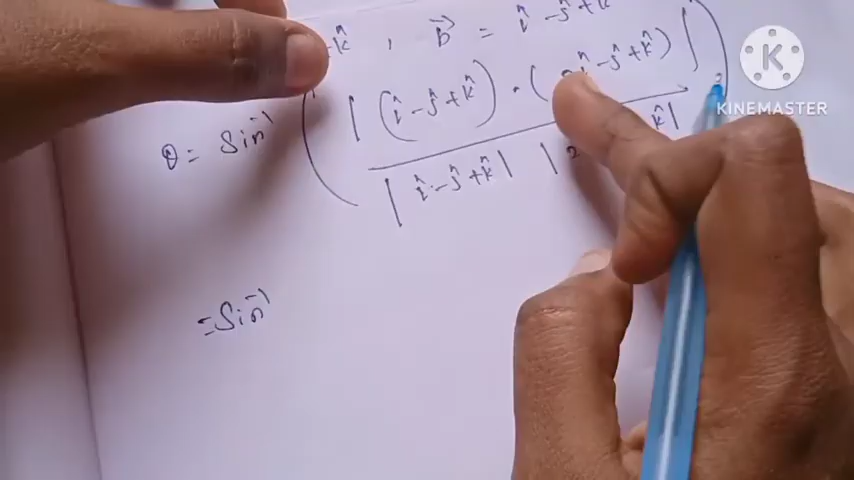 k̂ , b⃗ = î - ĵ + k̂
θ = Sin⁻¹ ( | (î - ĵ + k̂) · ( - ĵ + k̂) | )
| î - ĵ + k̂ | | 2 k̂ |
= Sin⁻¹
KINEMASTER